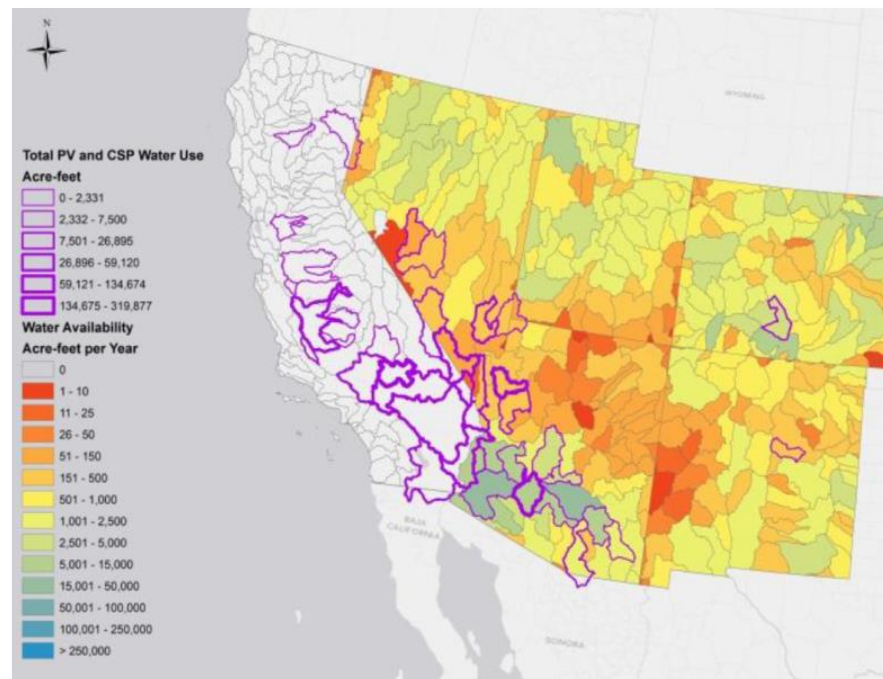 N
WYOMING
Total PV and CSP Water Use
Acre-feet
0 - 2,331
2,332 - 7,500
7,501 - 26,895
26,896 - 59,120
59,121 - 134,674
134,675 - 319,877
Water Availability
Acre-feet per Year
0
1 - 10
11 - 25
26 - 50
51 - 150
151 - 500
501 - 1,000
1,001 - 2,500
2,501 - 5,000
5,001 - 15,000
15,001 - 50,000
50,001 - 100,000
100,001 - 250,000
> 250,000
BAJA
CALIFORNIA
SONORA